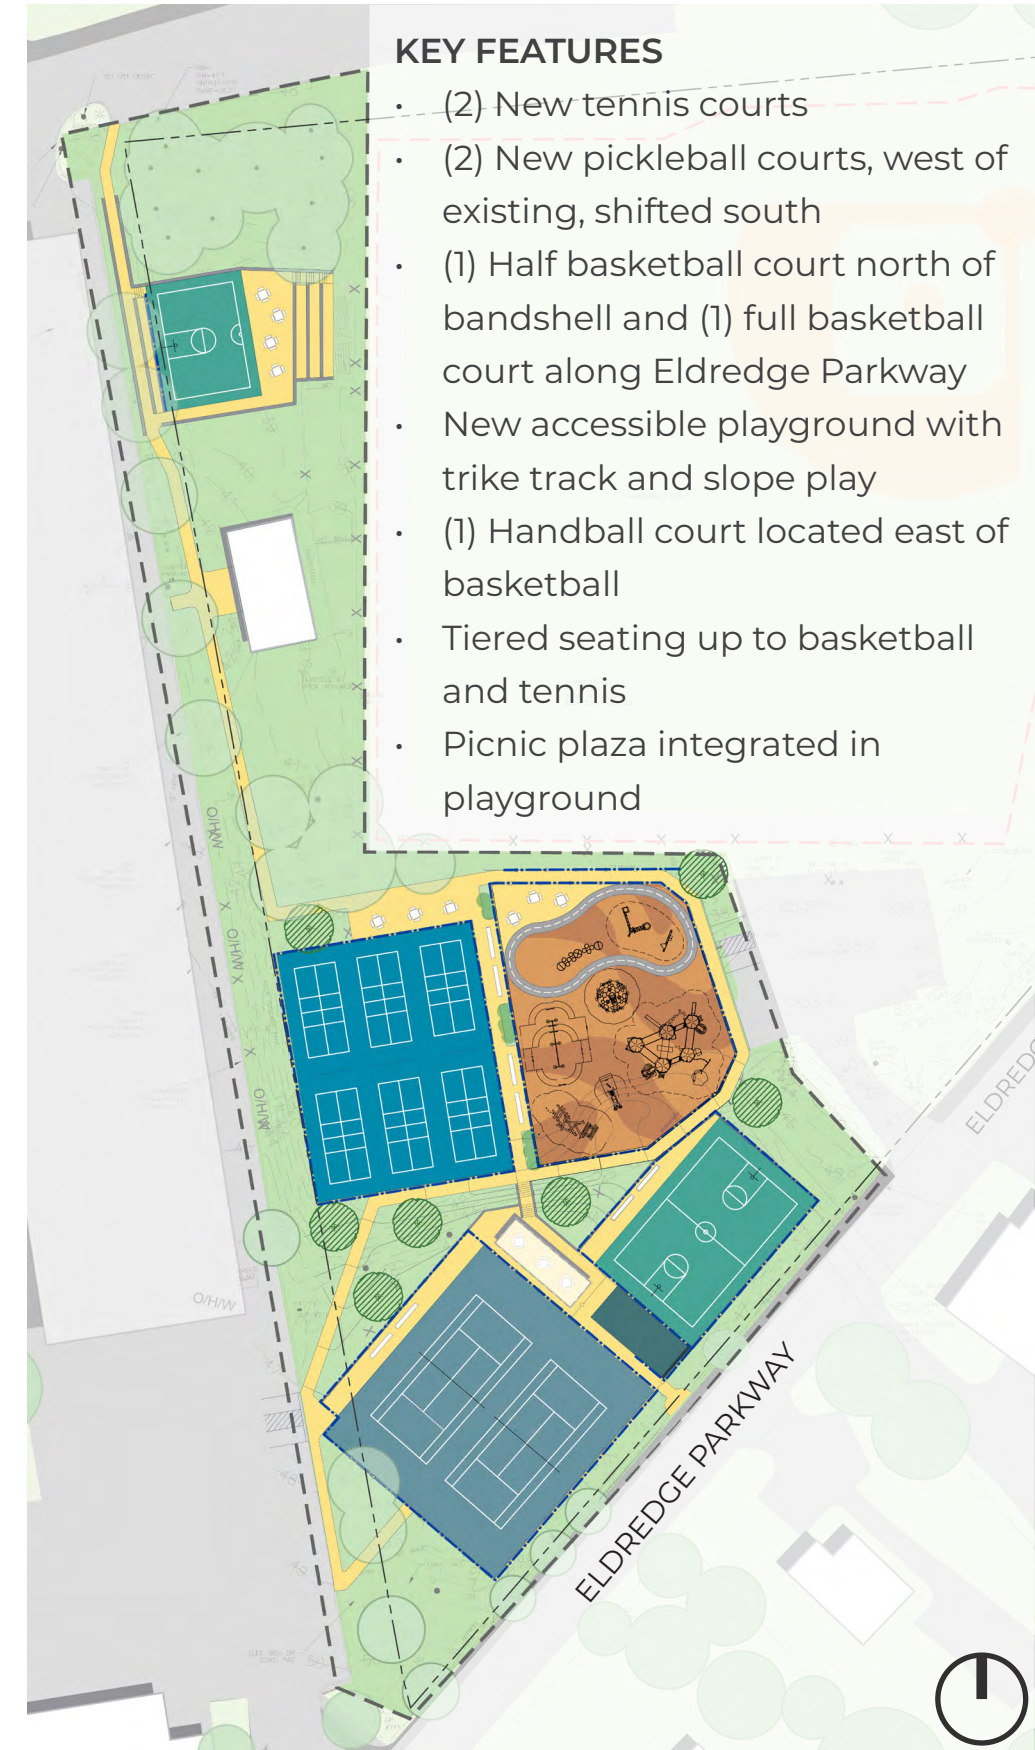 KEY FEATURES
• (2) New tennis courts
• (2) New pickleball courts, west of
existing, shifted south
• (1) Half basketball court north of
bandshell and (1) full basketball
court along Eldredge Parkway
• New accessible playground with
trike track and slope play
• (1) Handball court located east of
basketball
• Tiered seating up to basketball
and tennis
• Picnic plaza integrated in
playground
O/H/W
O/H/W
O/H/W
O/H/W
ELDREDGE PARKWAY